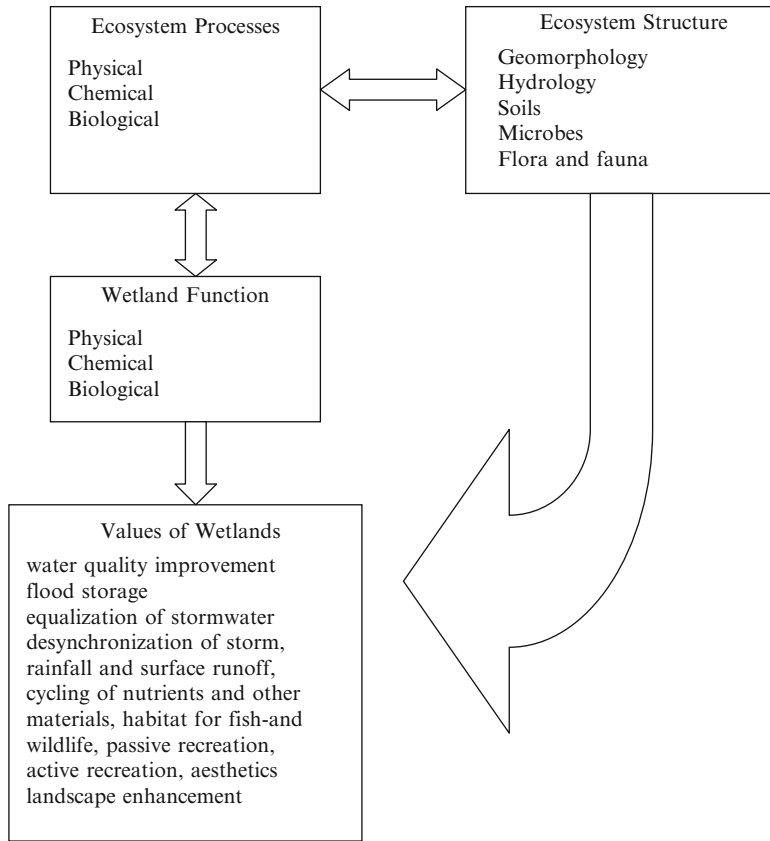 Ecosystem Processes
Physical
Chemical
Biological
Ecosystem Structure
Geomorphology
Hydrology
Soils
Microbes
Flora and fauna
Wetland Function
Physical
Chemical
Biological
Values of Wetlands
water quality improvement
flood storage
equalization of stormwater
desynchronization of storm,
rainfall and surface runoff,
cycling of nutrients and other
materials, habitat for fish-and
wildlife, passive recreation,
active recreation, aesthetics
landscape enhancement